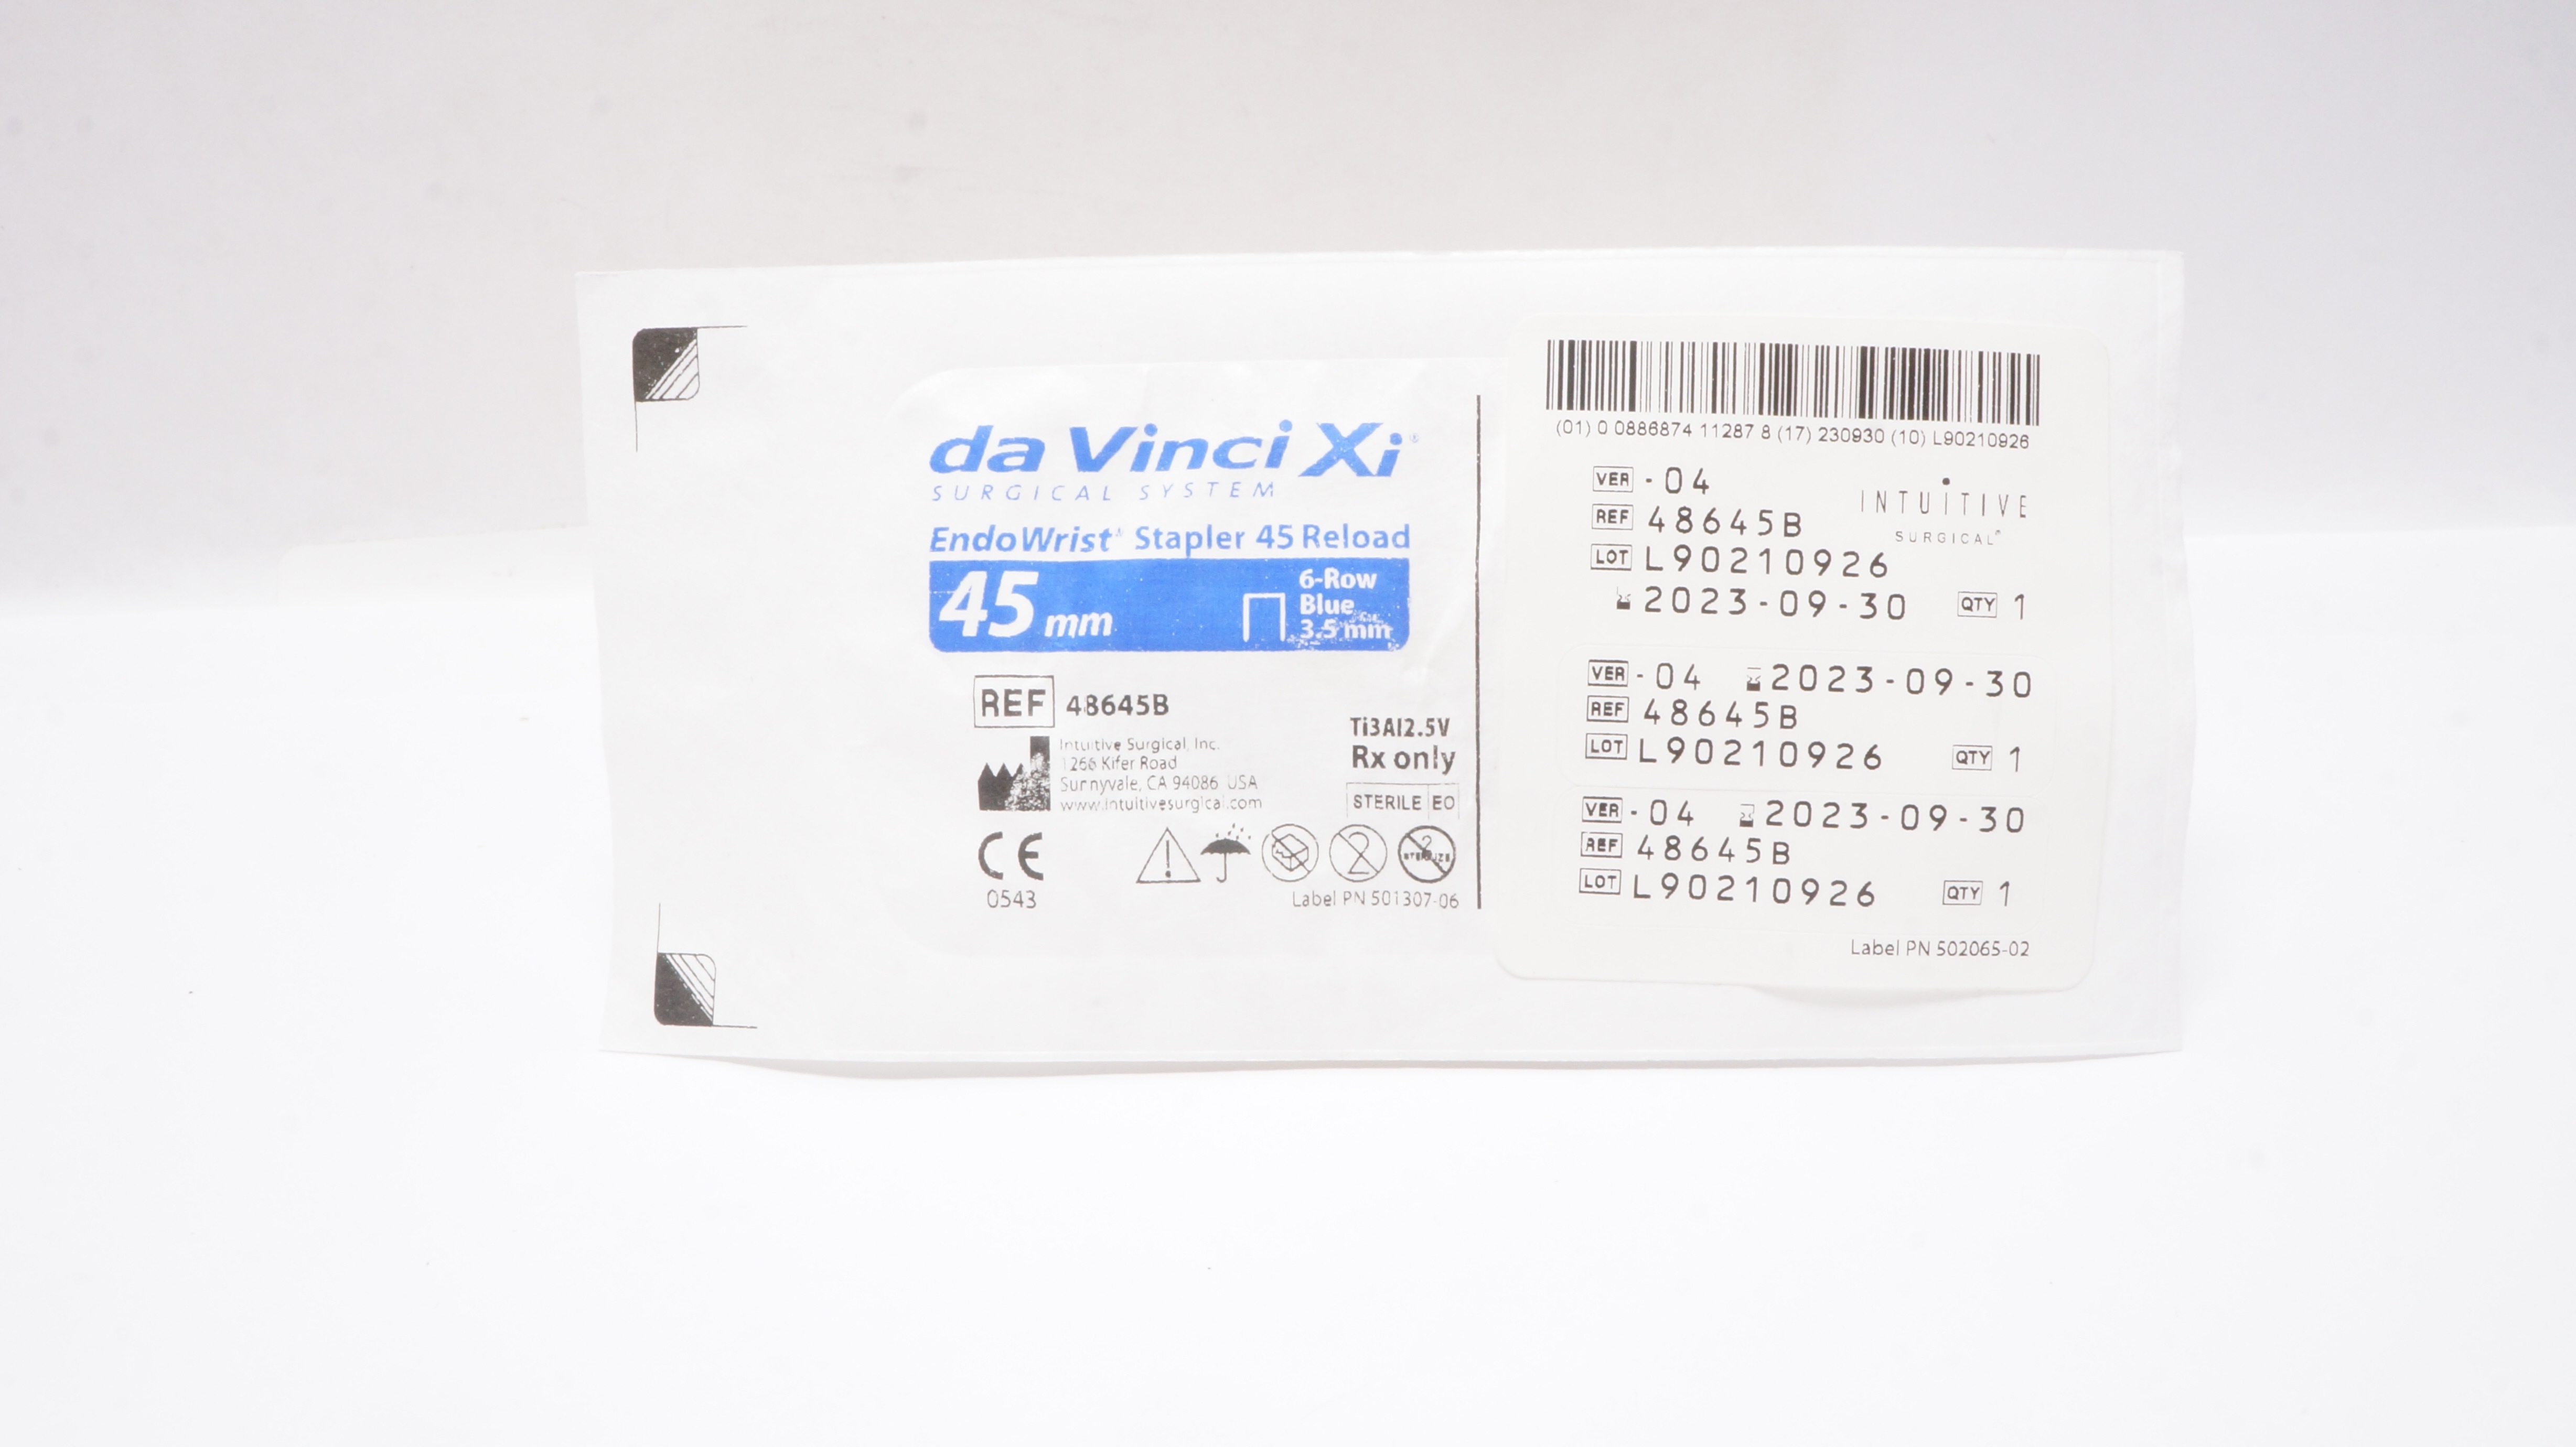 da Vinci Xi®
SURGICAL SYSTEM
EndoWrist® Stapler 45 Reload
45 mm
6-Row
Blue
3.5 mm
REF 48645B
Intuitive Surgical, Inc.
1266 Kifer Road
Sunnyvale, CA 94086 USA
www.intuitivesurgical.com
Ti3Al2.5V
Rx only
STERILE EO
CE
0543
2
2
STERILIZE
Label PN 501307-06
(01) 0 0886874 11287 8 (17) 230930 (10) L90210926
VER - 04
INTUITIVE
SURGICAL®
REF 48645B
LOT L90210926
2023-09-30 QTY 1
VER - 04 2023-09-30
REF 48645B
LOT L90210926 QTY 1
VER - 04 2023-09-30
REF 48645B
LOT L90210926 QTY 1
Label PN 502065-02